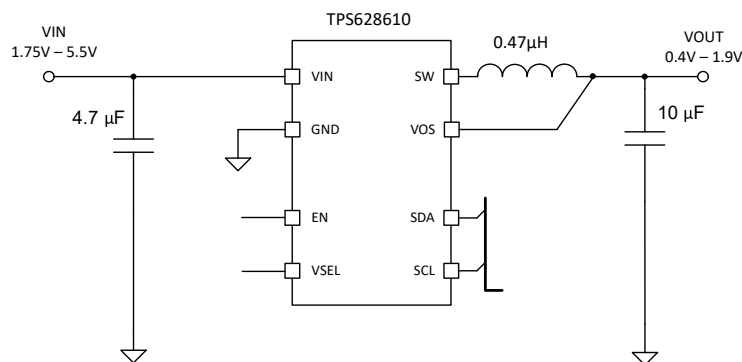 TPS628610
VIN
1.75V – 5.5V
0.47µH
VOUT
0.4V – 1.9V
VIN
SW
4.7 µF
GND
VOS
10 µF
EN
SDA
VSEL
SCL